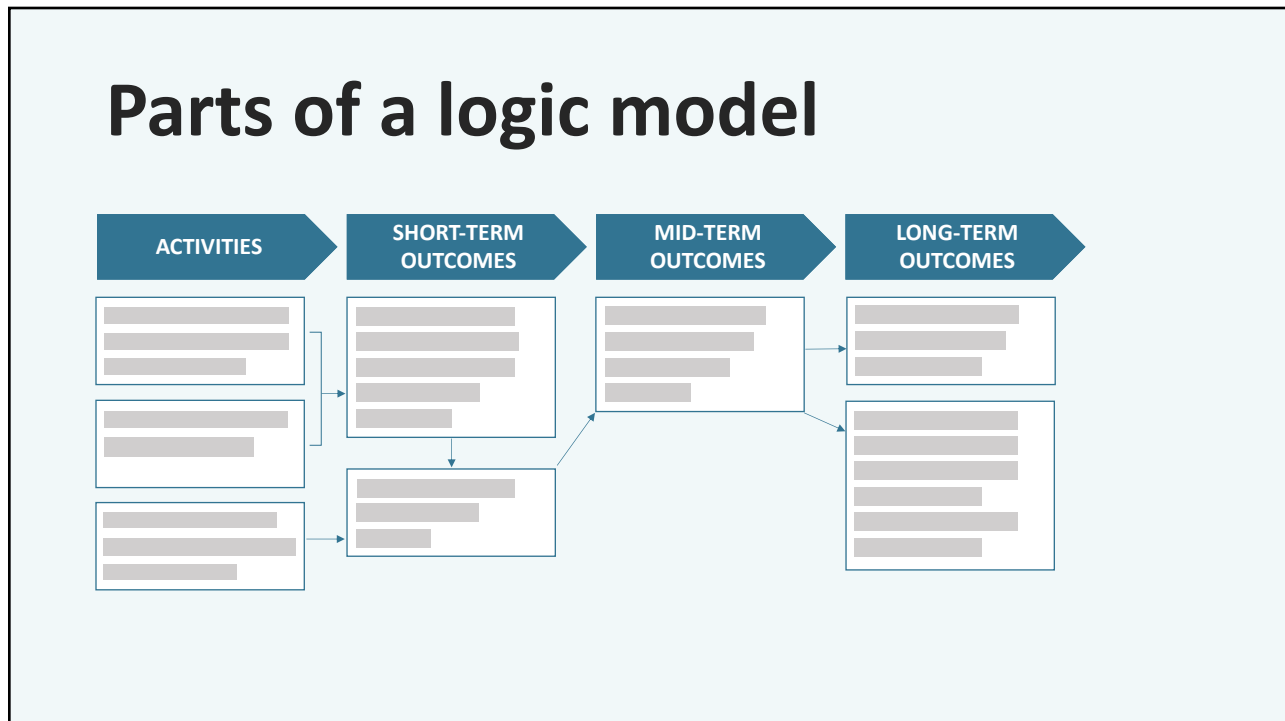 Parts of a logic model
ACTIVITIES
SHORT-TERM
OUTCOMES
MID-TERM
OUTCOMES
LONG-TERM
OUTCOMES